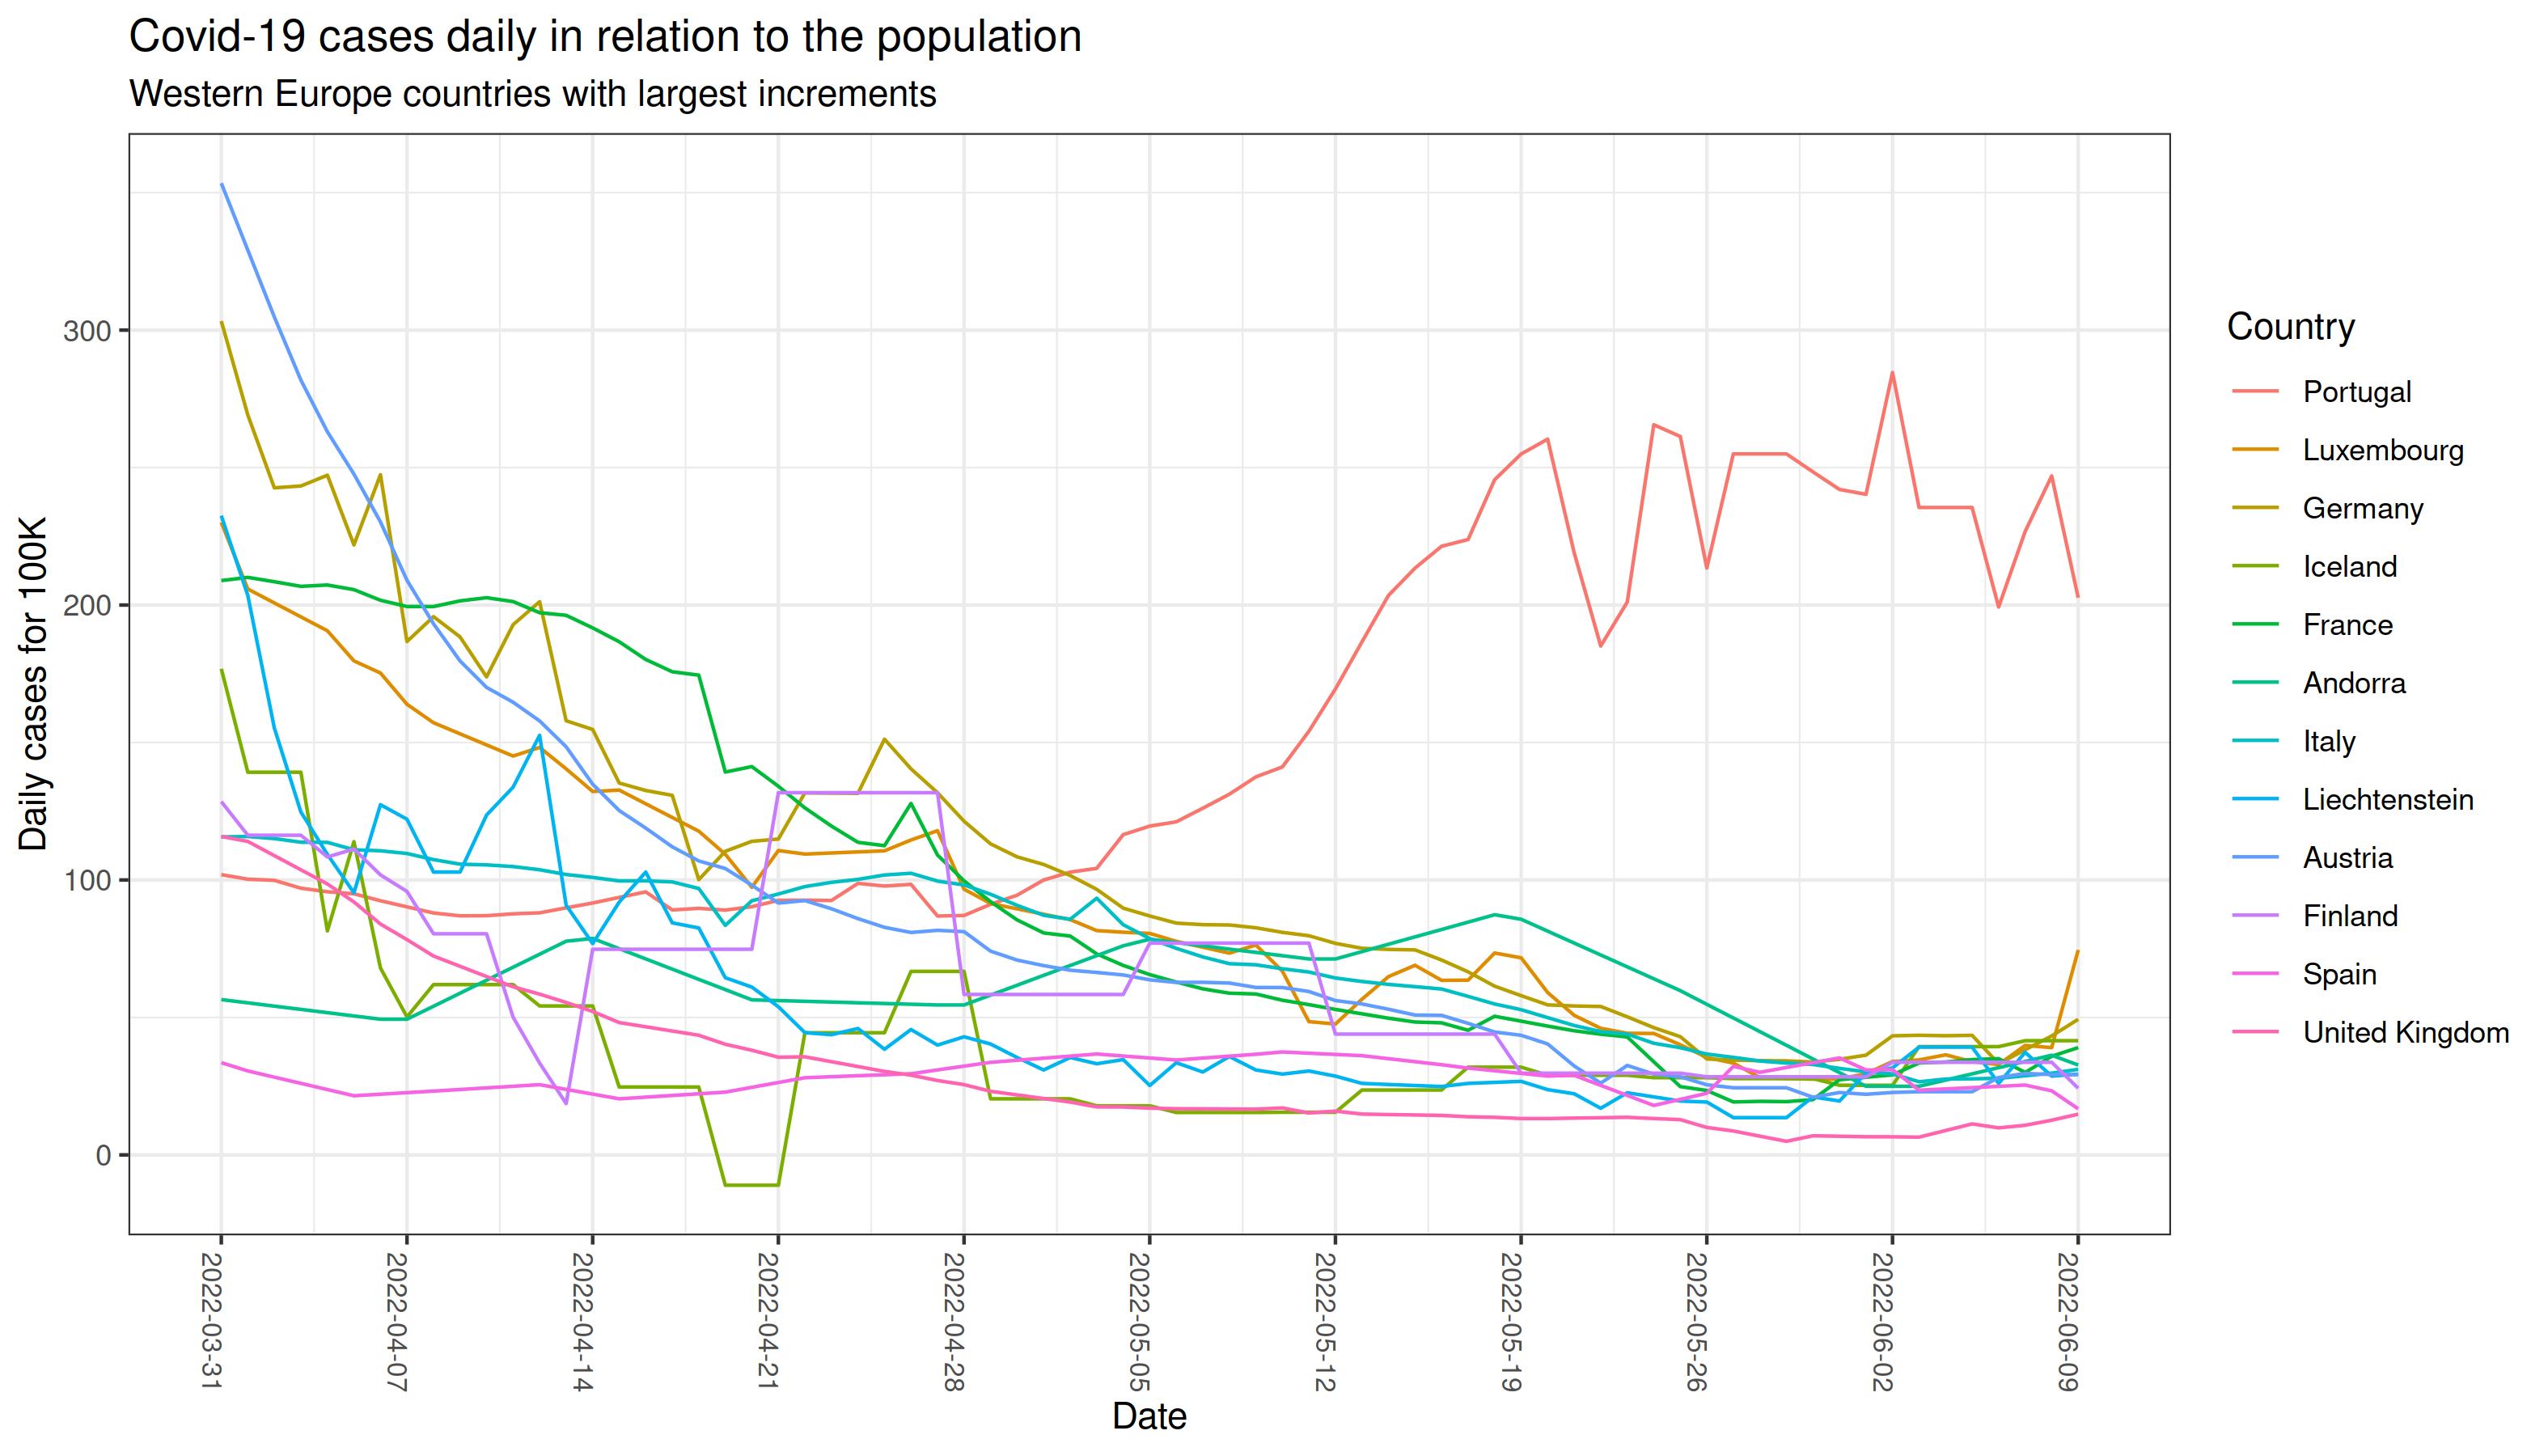 Covid-19 cases daily in relation to the population
Western Europe countries with largest increments
Daily cases for 100K
300
200
100
0
2022-03-31
2022-04-07
2022-04-14
2022-04-21
2022-04-28
2022-05-05
2022-05-12
2022-05-19
2022-05-26
2022-06-02
2022-06-09
Date
Country
Portugal
Luxembourg
Germany
Iceland
France
Andorra
Italy
Liechtenstein
Austria
Finland
Spain
United Kingdom